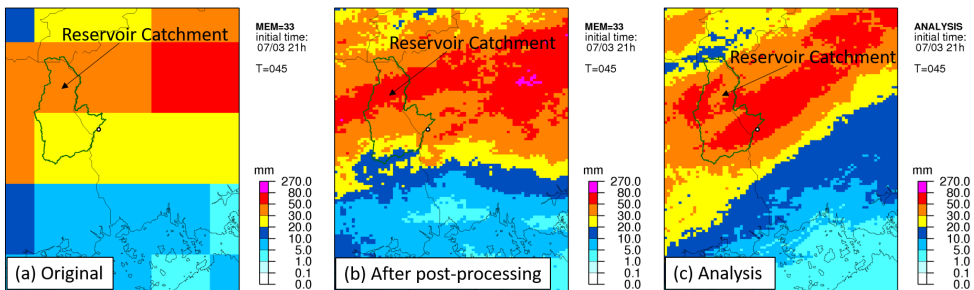 Reservoir Catchment
MEM=33
initial time:
07/03 21h
T=045
mm
270.0
80.0
50.0
30.0
20.0
10.0
5.0
1.0
0.1
0.0
(a) Original
Reservoir Catchment
MEM=33
initial time:
07/03 21h
T=045
mm
270.0
80.0
50.0
30.0
20.0
10.0
5.0
1.0
0.1
0.0
(b) After post-processing
Reservoir Catchment
ANALYSIS
initial time:
07/03 21h
T=045
mm
270.0
80.0
50.0
30.0
20.0
10.0
5.0
1.0
0.1
0.0
(c) Analysis